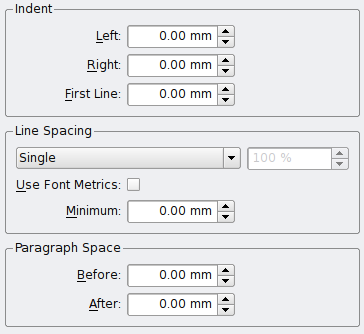 Indent
Left: 0.00 mm
Right: 0.00 mm
First Line: 0.00 mm
Line Spacing
Single 100 %
Use Font Metrics:
Minimum: 0.00 mm
Paragraph Space
Before: 0.00 mm
After: 0.00 mm